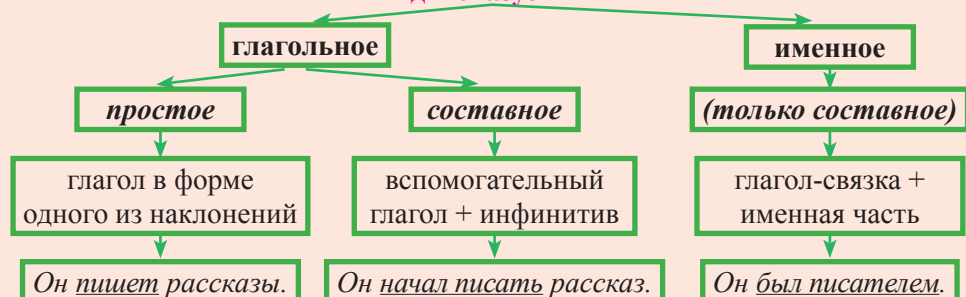 глагольное
именное
простое
составное
(только составное)
глагол в форме
одного из наклонений
вспомогательный
глагол + инфинитив
глагол-связка +
именная часть
Он пишет рассказы.
Он начал писать рассказ.
Он был писателем.